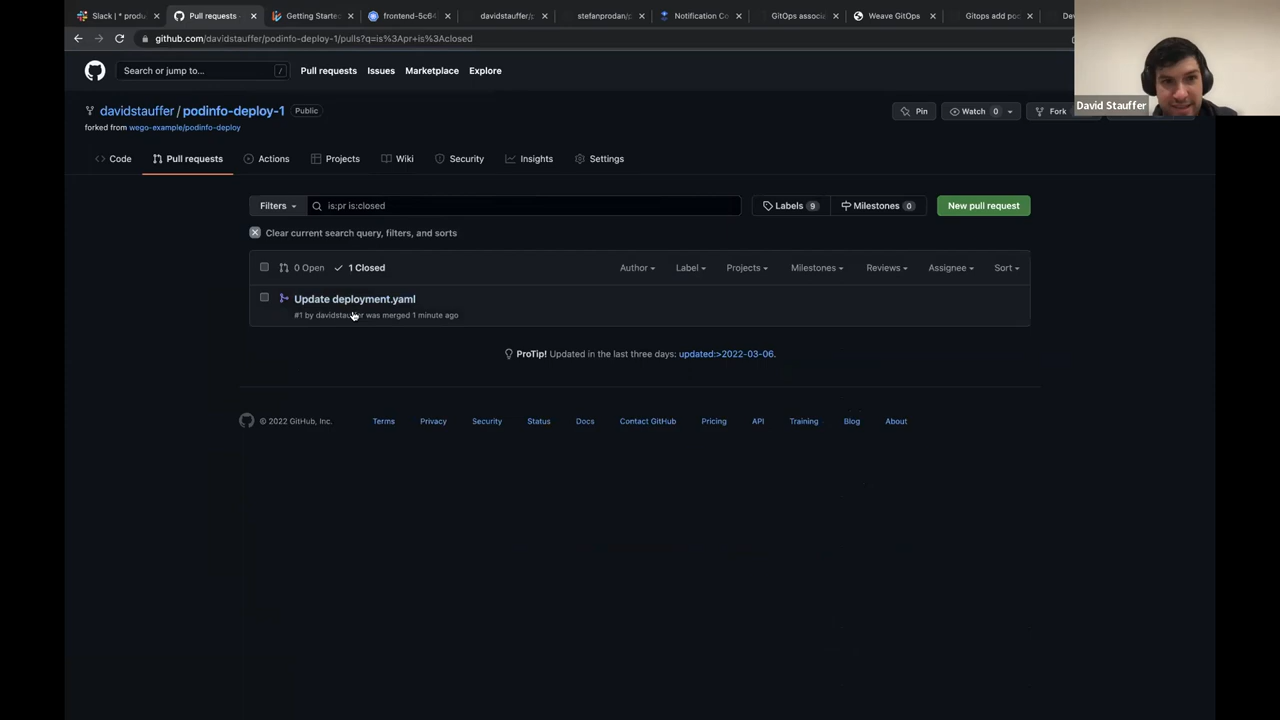 Slack | * produ
Pull requests ·
Getting Starte
frontend-5c64
davidstauffer/p
stefanprodan/p
Notification Co
GitOps associa
Weave GitOps
Gitops add poc
Dev
github.com/davidstauffer/podinfo-deploy-1/pulls?q=is%3Apr+is%3Aclosed
Search or jump to... /
Pull requests
Issues
Marketplace
Explore
David Stauffer
davidstauffer / podinfo-deploy-1 Public
forked from wego-example/podinfo-deploy
Pin
Watch 0
Fork
<> Code
Pull requests
Actions
Projects
Wiki
Security
Insights
Settings
Filters
is:pr is:closed
Labels 9
Milestones 0
New pull request
Clear current search query, filters, and sorts
0 Open
1 Closed
Author
Label
Projects
Milestones
Reviews
Assignee
Sort
Update deployment.yaml
#1 by davidstauffer was merged 1 minute ago
ProTip! Updated in the last three days: updated:>2022-03-06.
© 2022 GitHub, Inc.
Terms
Privacy
Security
Status
Docs
Contact GitHub
Pricing
API
Training
Blog
About